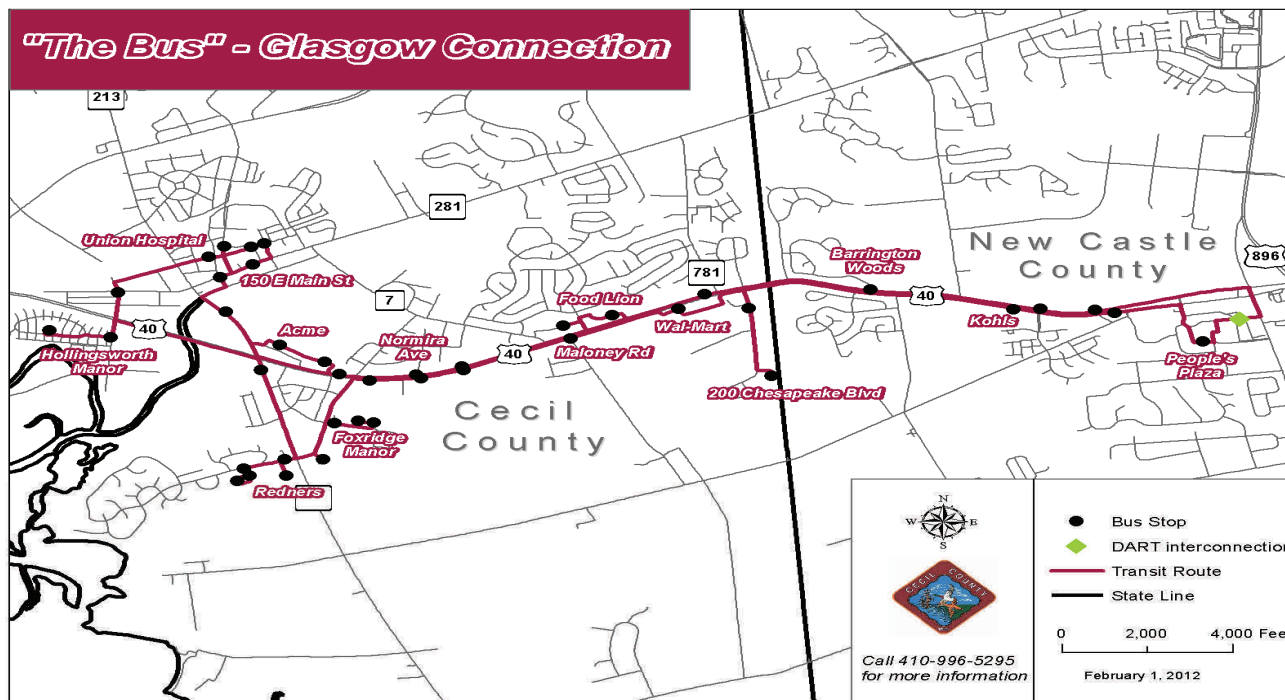 "The Bus" - Glasgow Connection
213
281
Union Hospital
150 E Main St
7
40
Hollingsworth
Manor
Acme
Normira
Ave
40
Food Lion
Maloney Rd
781
Wal-Mart
200 Chesapeake Blvd
Barrington
Woods
40
New Castle
County
896
Kohls
People's
Plaza
Cecil
County
Foxridge
Manor
Redners
N
W
E
S
CECIL COUNTY
Call 410-996-5295
for more information
Bus Stop
DART interconnection
Transit Route
State Line
0 2,000 4,000 Fee
February 1, 2012